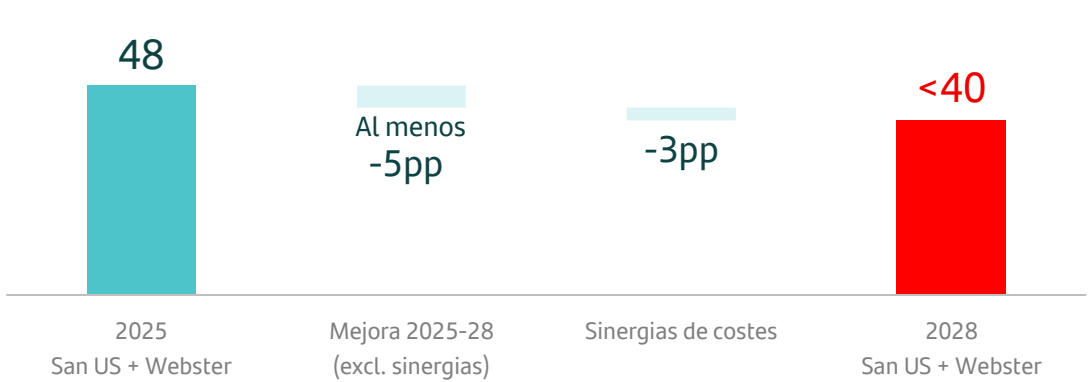 48
Al menos
-5pp
-3pp
<40
2025
San US + Webster
Mejora 2025-28
(excl. sinergias)
Sinergias de costes
2028
San US + Webster